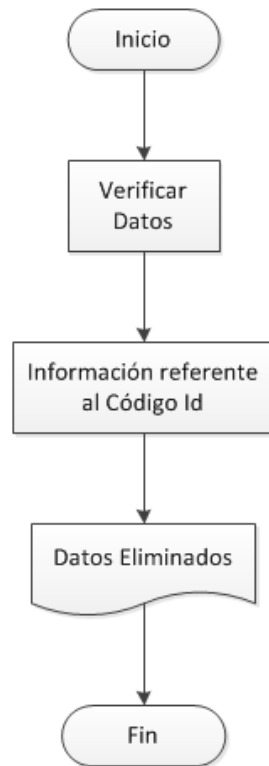 Inicio
Verificar
Datos
Información referente
al Código Id
Datos Eliminados
Fin